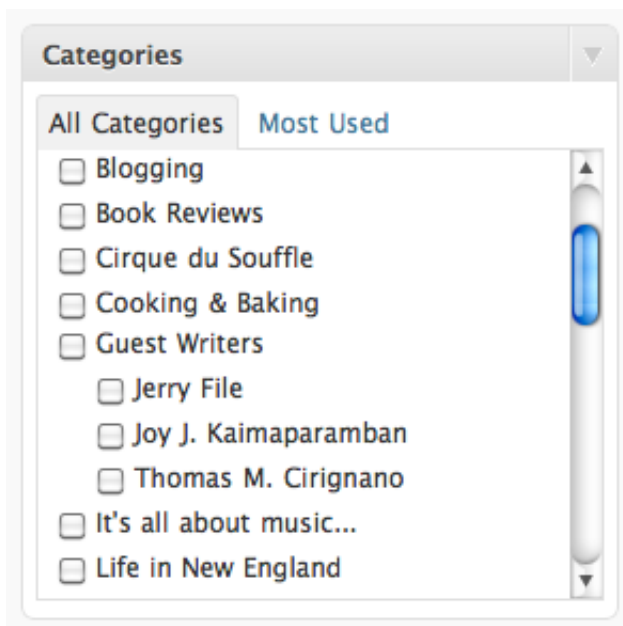 Categories
All Categories Most Used
Blogging
Book Reviews
Cirque du Souffle
Cooking & Baking
Guest Writers
Jerry File
Joy J. Kaimaparamban
Thomas M. Cirignano
It's all about music...
Life in New England